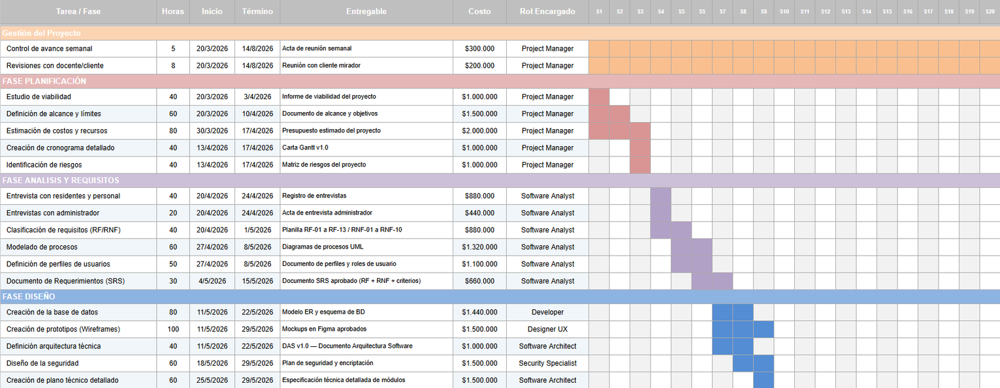 Tarea / Fase Horas Inicio Término Entregable Costo Rol Encargado S1 S2 S3 S4 S5 S5 S7 S8 S9 S10 S11 S12 S13 S14 S15 S16 S17 S18 S19 S20
Gestión del Proyecto
Control de avance semanal 5 20/3/2026 14/8/2026 Acta de reunión semanal $300.000 Project Manager
Revisiones con docente/cliente 8 20/3/2026 14/8/2026 Reunión con cliente mirador $200.000 Project Manager
FASE PLANIFICACIÓN
Estudio de viabilidad 40 20/3/2026 3/4/2026 Informe de viabilidad del proyecto $1.000.000 Project Manager
Definición de alcance y límites 60 20/3/2026 10/4/2026 Documento de alcance y objetivos $1.500.000 Project Manager
Estimación de costos y recursos 80 30/3/2026 17/4/2026 Presupuesto estimado del proyecto $2.000.000 Project Manager
Creación de cronograma detallado 40 13/4/2026 17/4/2026 Carta Gantt v1.0 $1.000.000 Project Manager
Identificación de riesgos 40 13/4/2026 17/4/2026 Matriz de riesgos del proyecto $1.000.000 Project Manager
FASE ANALISIS Y REQUISITOS
Entrevista con residentes y personal 40 20/4/2026 24/4/2026 Registro de entrevistas $880.000 Software Analyst
Entrevistas con administrador 20 20/4/2026 24/4/2026 Acta de entrevista administrador $440.000 Software Analyst
Clasificación de requisitos (RF/RNF) 40 20/4/2026 1/5/2026 Planilla RF-01 a RF-13 / RNF-01 a RNF-10 $880.000 Software Analyst
Modelado de procesos 60 27/4/2026 8/5/2026 Diagramas de procesos UML $1.320.000 Software Analyst
Definición de perfiles de usuarios 50 27/4/2026 8/5/2026 Documento de perfiles y roles de usuario $1.100.000 Software Analyst
Documento de Requerimientos (SRS) 30 4/5/2026 15/5/2026 Documento SRS aprobado (RF + RNF + criterios) $660.000 Software Analyst
FASE DISEÑO
Creación de la base de datos 80 11/5/2026 22/5/2026 Modelo ER y esquema de BD $1.440.000 Developer
Creación de prototipos (Wireframes) 100 11/5/2026 29/5/2026 Mockups en Figma aprobados $1.500.000 Designer UX
Definición arquitectura técnica 40 11/5/2026 22/5/2026 DAS v1.0 — Documento Arquitectura Software $1.000.000 Software Architect
Diseño de la seguridad 60 18/5/2026 29/5/2026 Plan de seguridad y encriptación $1.500.000 Security Specialist
Creación de plano técnico detallado 60 25/5/2026 29/5/2026 Especificación técnica detallada de módulos $1.500.000 Software Architect